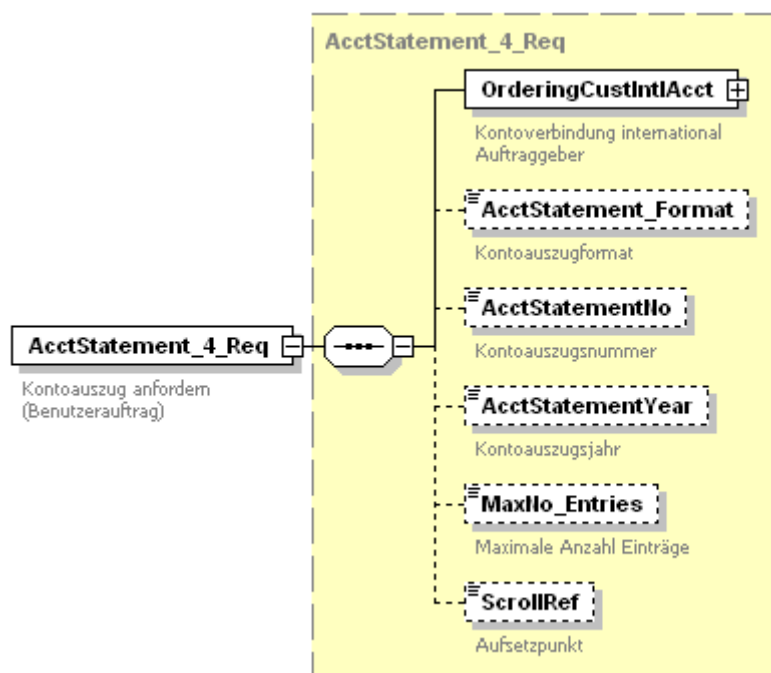 AcctStatement_4_Req
OrderingCustIntlAcct
Kontoverbindung international
Auftraggeber
AcctStatement_Format
Kontoauszugformat
AcctStatementNo
Kontoauszugsnummer
AcctStatement_4_Req
Kontoauszug anfordern
(Benutzerauftrag)
AcctStatementYear
Kontoauszugsjahr
MaxNo_Entries
Maximale Anzahl Einträge
ScrollRef
Aufsetzpunkt